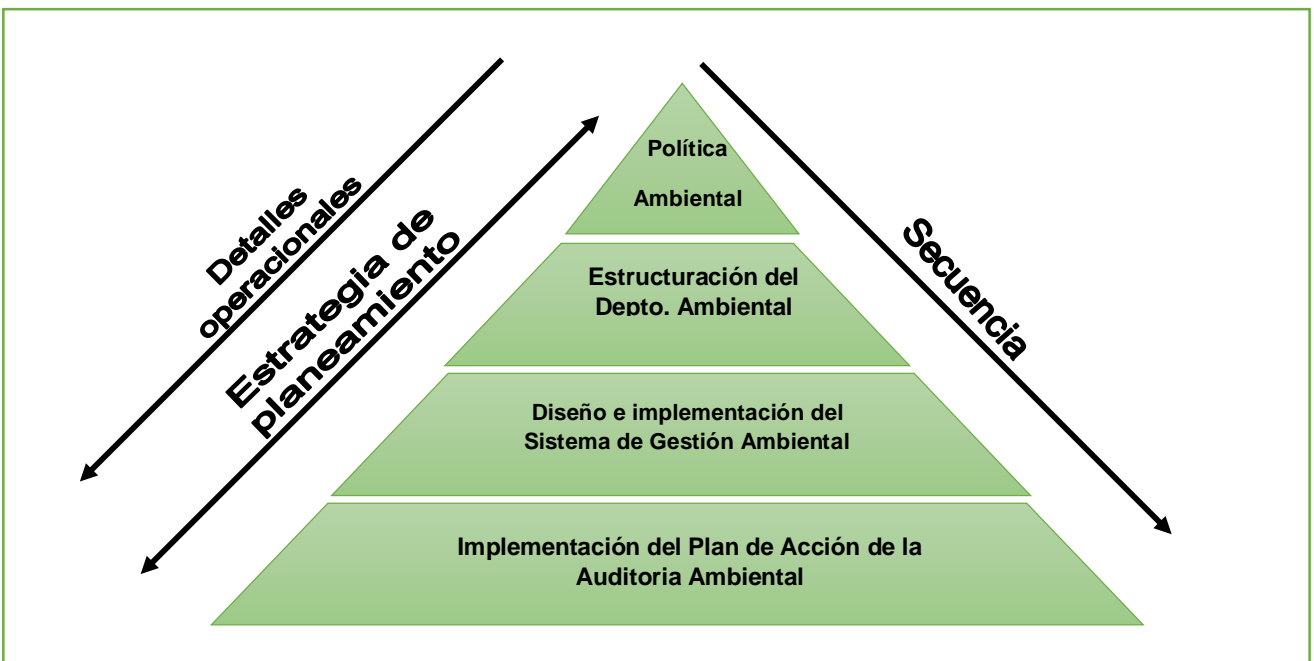 Política
Ambiental
Detalles
operacionales
Estrategia de
planeamiento
Secuencia
Estructuración del
Depto. Ambiental
Diseño e implementación del
Sistema de Gestión Ambiental
Implementación del Plan de Acción de la
Auditoria Ambiental